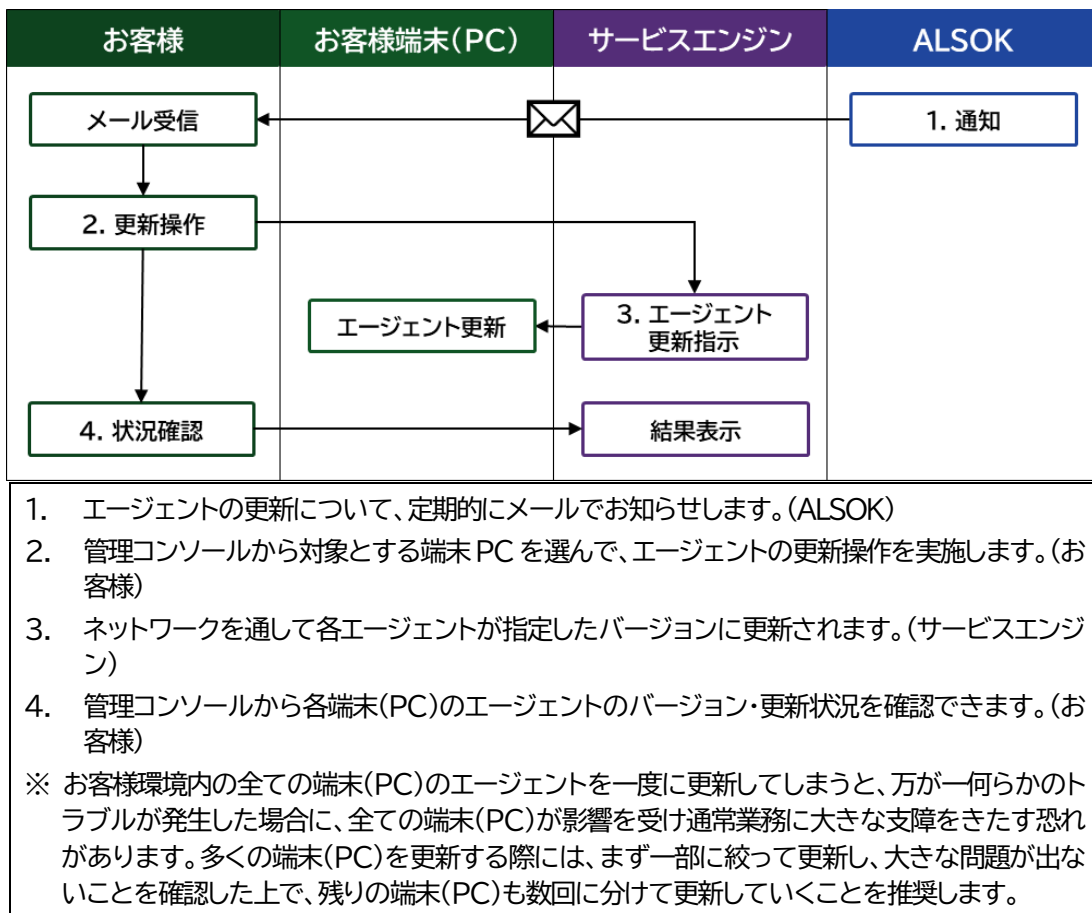 お客様
お客様端末(PC)
サービスエンジン
ALSOK
メール受信
1. 通知
2. 更新操作
エージェント更新
3. エージェント
更新指示
4. 状況確認
結果表示
1. エージェントの更新について、定期的にメールでお知らせします。(ALSOK)
2. 管理コンソールから対象とする端末 PC を選んで、エージェントの更新操作を実施します。(お
客様)
3. ネットワークを通して各エージェントが指定したバージョンに更新されます。(サービスエンジ
ン)
4. 管理コンソールから各端末(PC)のエージェントのバージョン・更新状況を確認できます。(お
客様)
※ お客様環境内の全ての端末(PC)のエージェントを一度に更新してしまうと、万が一何らかのト
ラブルが発生した場合に、全ての端末(PC)が影響を受け通常業務に大きな支障をきたす恐れ
があります。多くの端末(PC)を更新する際には、まず一部に絞って更新し、大きな問題が出な
いことを確認した上で、残りの端末(PC)も数回に分けて更新していくことを推奨します。